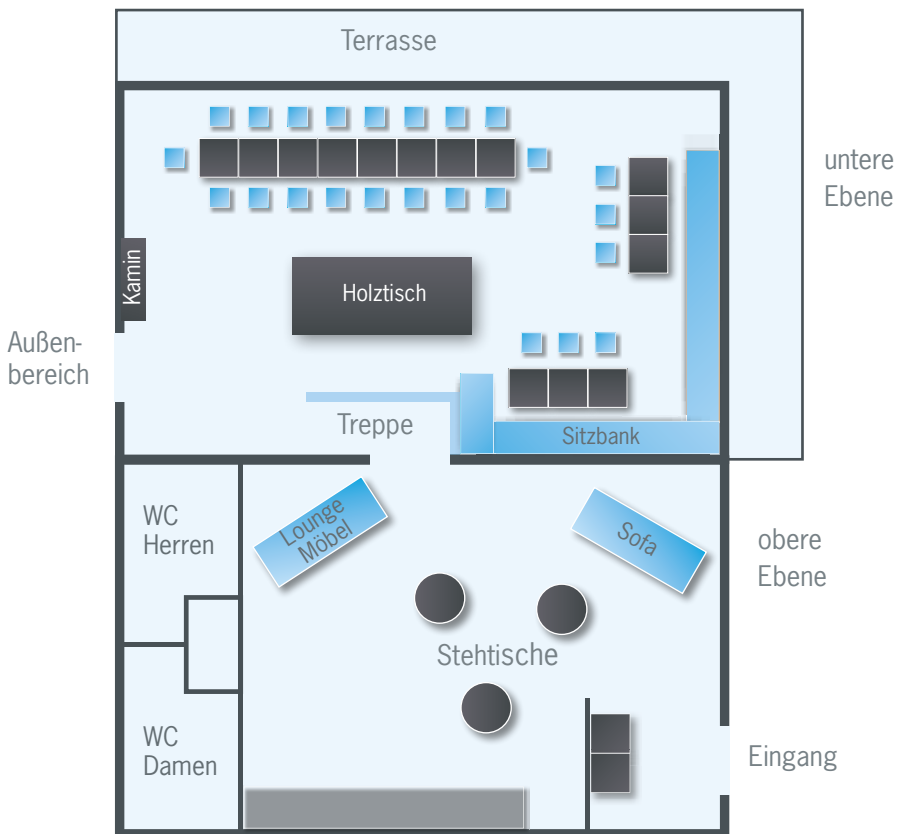 Terrasse
untere
Ebene
Kamin
Holztisch
Außen-
bereich
Treppe
Sitzbank
WC
Herren
Lounge
Möbel
Sofa
obere
Ebene
Stehtische
WC
Damen
Eingang